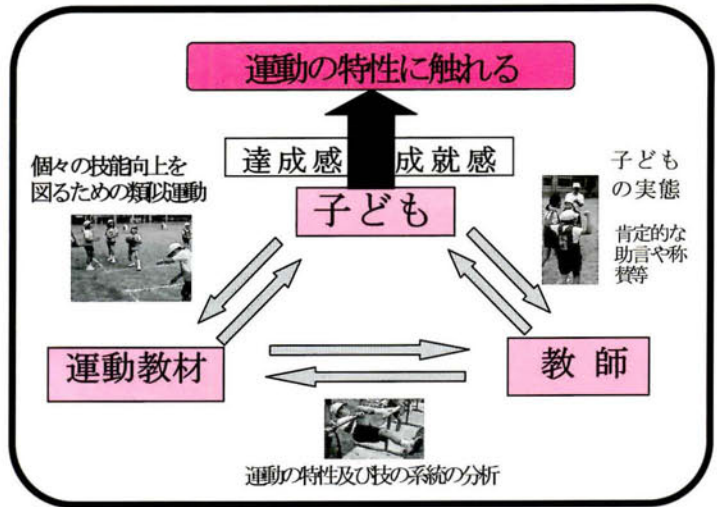 運動の特性に触れる
達成感
成就感
個々の技能向上を
図るための類似運動
子ども
の実態
肯定的な
助言や称
賛等
子ども
運動教材
教師
運動の特性及び技の系統の分析